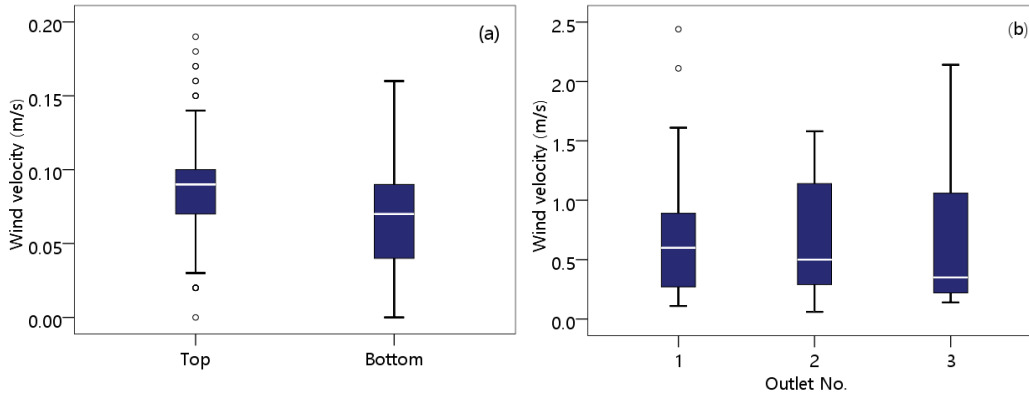 (a)
Wind velocity (m/s)
0.20
0.15
0.10
0.05
0.00
Top Bottom
(b)
Wind velocity (m/s)
2.5
2.0
1.5
1.0
0.5
0.0
1 2 3
Outlet No.